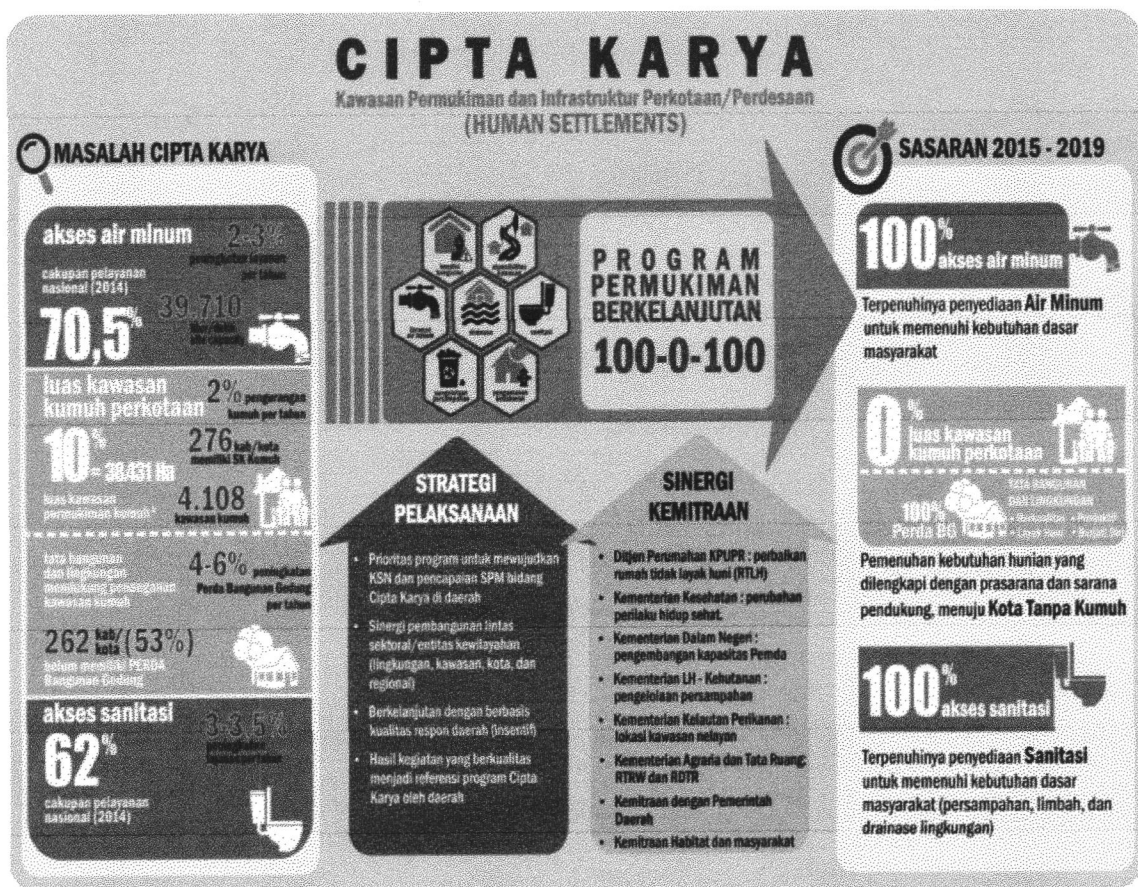 CIPTA KARYA
Kawasan Permukiman dan Infrastruktur Perkotaan/Perdesaan
(HUMAN SETTLEMENTS)
MASALAH CIPTA KARYA
akses air minum
2-3%
per tahun
cakupan pelayanan
nasional (2014)
70,5%
39.710
luas kawasan
kumuh perkotaan
2% pengurangan
kumuh per tahun
10% = 38.431 Ha
luas kawasan
permukiman kumuh
276 kab/kota
memiliki SK Kumuh
4.108
kawasan kumuh
tata bangunan
dan lingkungan
mendukung penanganan
kawasan kumuh
4-6% peningkatan
Perda Bangunan Gedung
per tahun
262 kab/kota (53%)
belum memiliki PERDA
Bangunan Gedung
akses sanitasi
3-3,5%
62%
cakupan pelayanan
nasional (2014)
PROGRAM
PERMUKIMAN
BERKELANJUTAN
100-0-100
STRATEGI
PELAKSANAAN
• Prioritas program untuk mewujudkan
KSN dan pencapaian SPM bidang
Cipta Karya di daerah
• Sinergi pembangunan lintas
sektoral/entitas kewilayahan
(lingkungan, kawasan, kota, dan
regional)
• Berkelanjutan dengan berbasis
kualitas respon daerah (insentif)
• Hasil kegiatan yang berkualitas
menjadi referensi program Cipta
Karya oleh daerah
SINERGI
KEMITRAAN
• Ditjen Perumahan KPUPR : perbaikan
rumah tidak layak huni (RTLH)
• Kementerian Kesehatan : perubahan
perilaku hidup sehat.
• Kementerian Dalam Negeri :
pengembangan kapasitas Pemda
• Kementerian LH - Kehutanan :
pengelolaan persampahan
• Kementerian Kelautan Perikanan :
lokasi kawasan nelayan
• Kementerian Agraria dan Tata Ruang:
RTRW dan RDTR
• Kemitraan dengan Pemerintah
Daerah
• Kemitraan Habitat dan masyarakat
SASARAN 2015 - 2019
100% akses air minum
Terpenuhinya penyediaan Air Minum
untuk memenuhi kebutuhan dasar
masyarakat
0% luas kawasan
kumuh perkotaan
100%
Perda BG
TATA BANGUNAN
DAN LINGKUNGAN
Pemenuhan kebutuhan hunian yang
dilengkapi dengan prasarana dan sarana
pendukung, menuju Kota Tanpa Kumuh
100% akses sanitasi
Terpenuhinya penyediaan Sanitasi
untuk memenuhi kebutuhan dasar
masyarakat (persampahan, limbah, dan
drainase lingkungan)